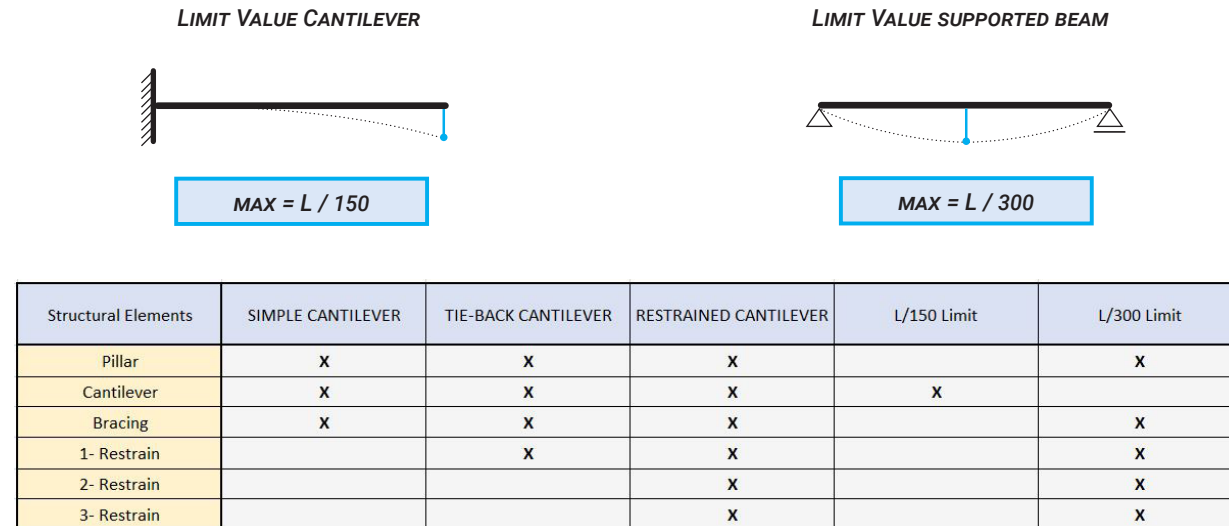 Limit Value Cantilever
Limit Value supported beam
max = L / 150
max = L / 300
Structural Elements SIMPLE CANTILEVER TIE-BACK CANTILEVER RESTRAINED CANTILEVER L/150 Limit L/300 Limit
Pillar X X X X
Cantilever X X X X
Bracing X X X X
1- Restrain X X X
2- Restrain X X
3- Restrain X X